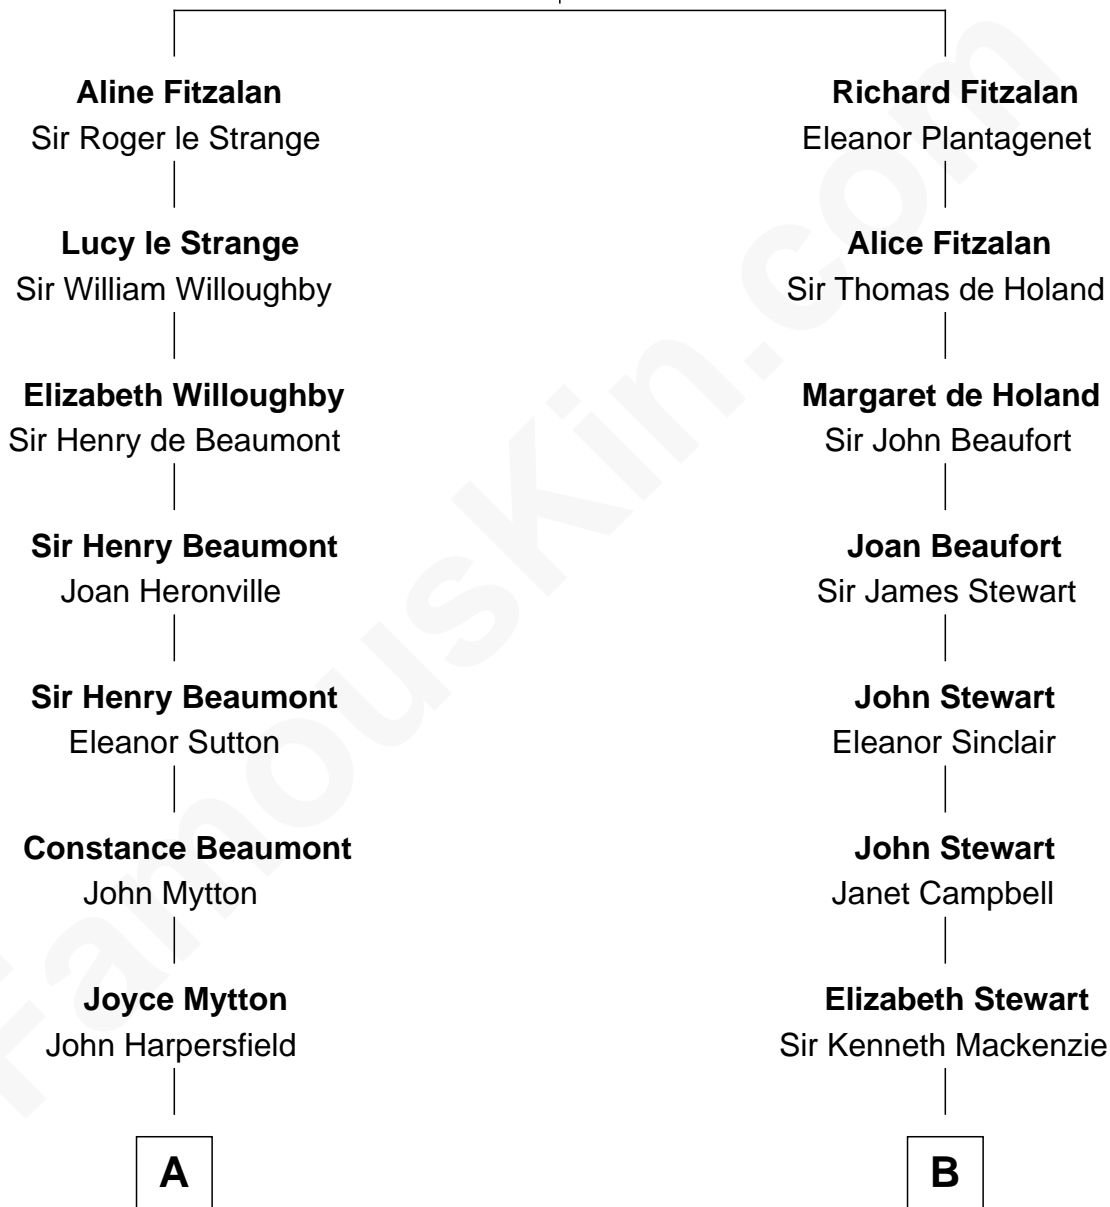 Aline Fitzalan
Sir Roger le Strange
Lucy le Strange
Sir William Willoughby
Elizabeth Willoughby
Sir Henry de Beaumont
Sir Henry Beaumont
Joan Heronville
Sir Henry Beaumont
Eleanor Sutton
Constance Beaumont
John Mytton
Joyce Mytton
John Harpersfield
A
Richard Fitzalan
Eleanor Plantagenet
Alice Fitzalan
Sir Thomas de Holand
Margaret de Holand
Sir John Beaufort
Joan Beaufort
Sir James Stewart
John Stewart
Eleanor Sinclair
John Stewart
Janet Campbell
Elizabeth Stewart
Sir Kenneth Mackenzie
B
FamousKin.com